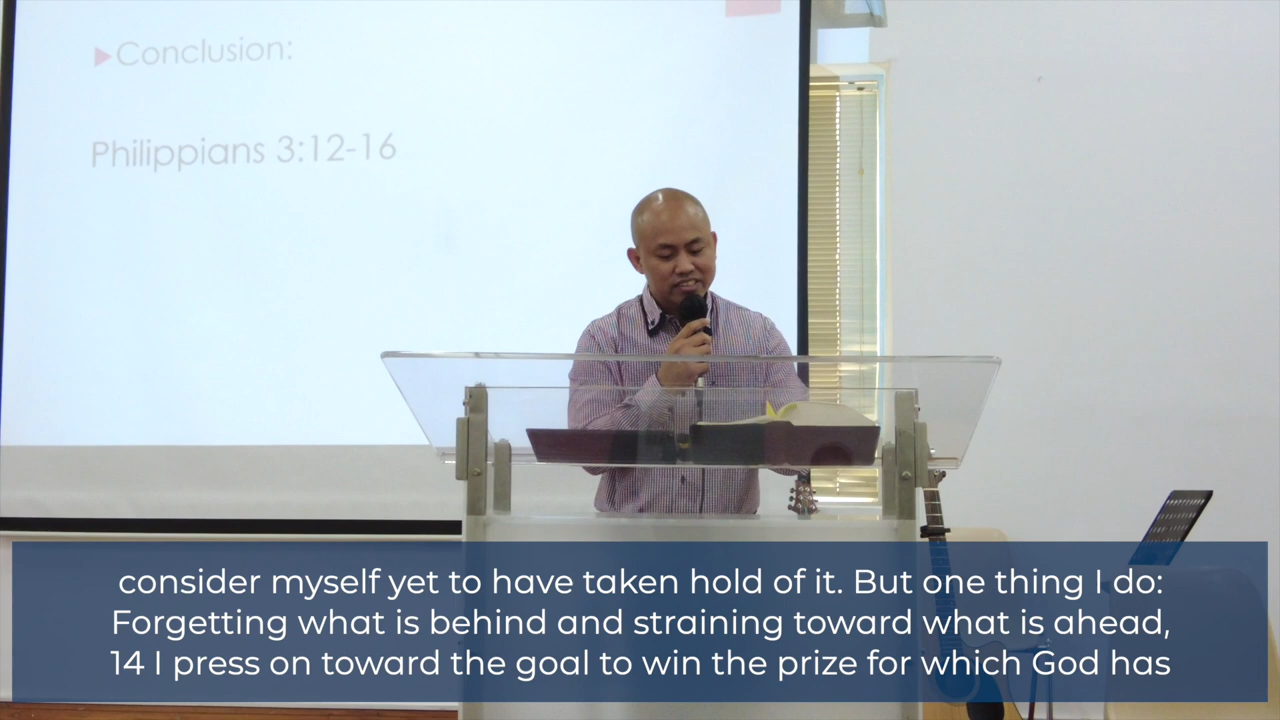 Conclusion:
Philippians 3:12-16
consider myself yet to have taken hold of it. But one thing I do:
Forgetting what is behind and straining toward what is ahead,
14 I press on toward the goal to win the prize for which God has